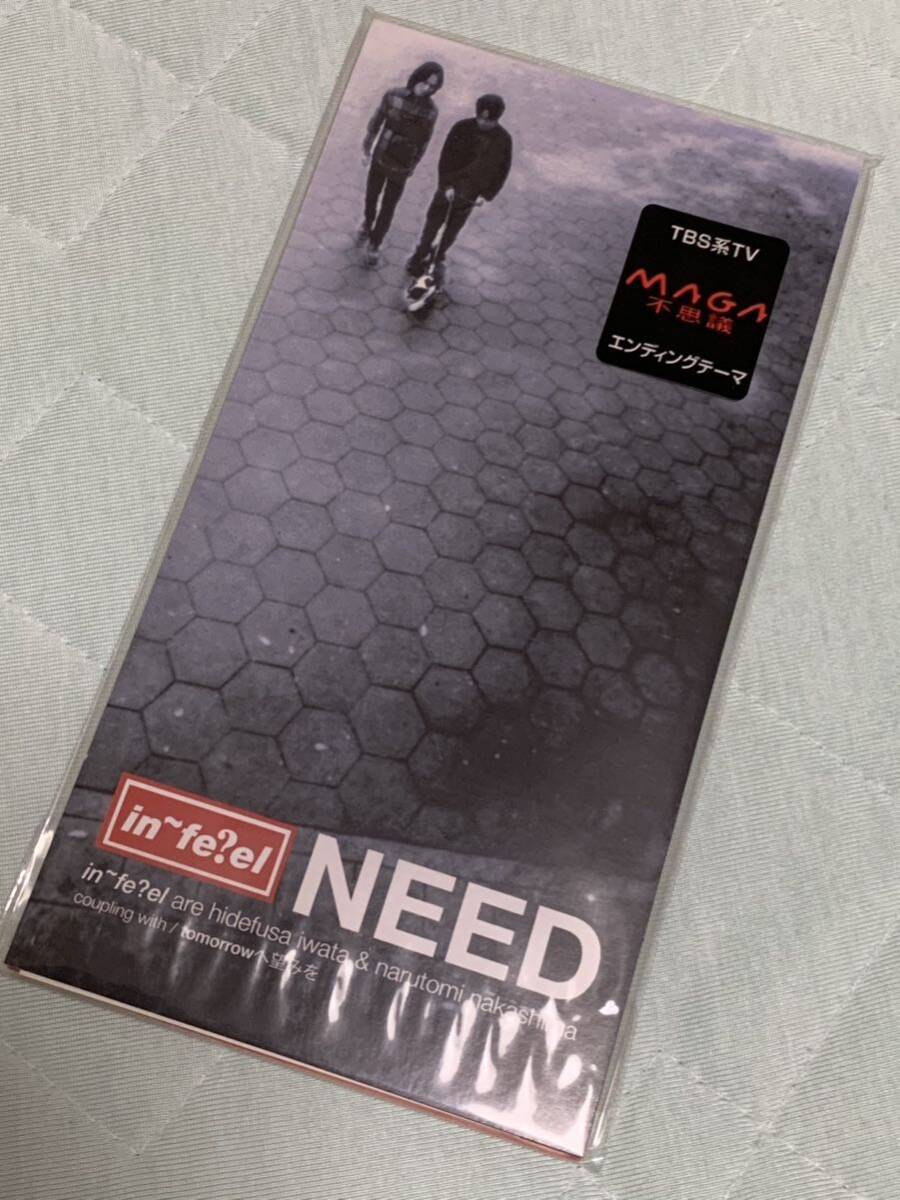 TBS系TV
MAGA
不思議
エンディングテーマ
in~fe?el
NEED
in~fe?el are hidefusa iwata & narutomi nakashima
coupling with / tomorrowへ望みを